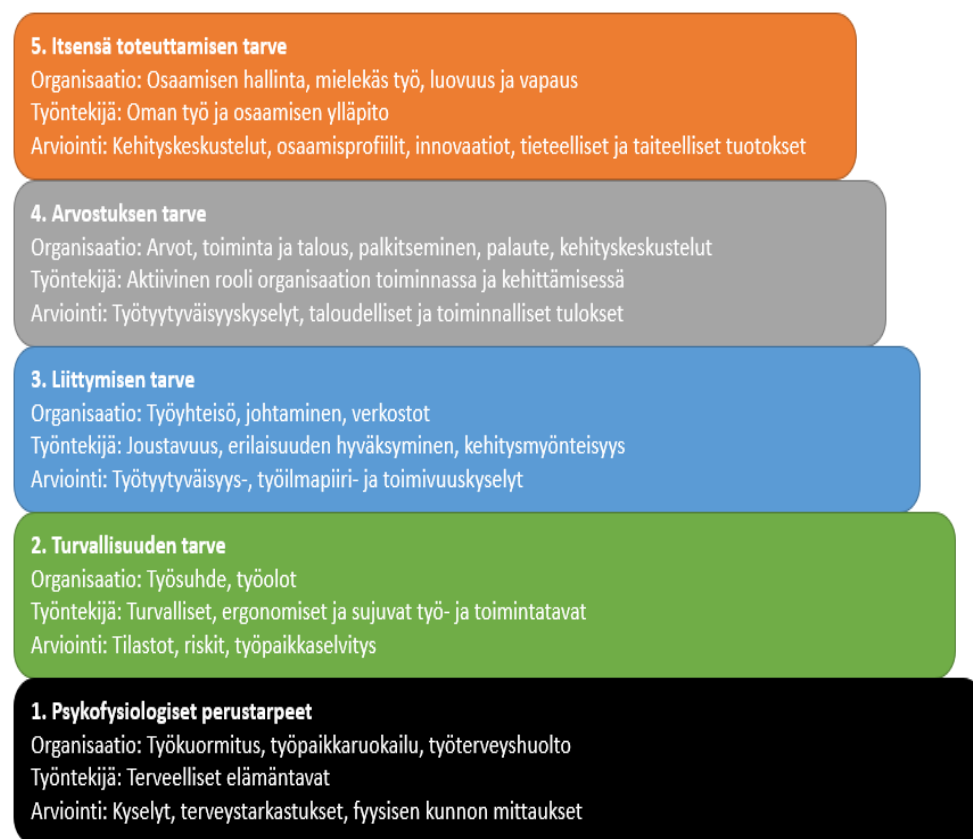 5. Itsensä toteuttamisen tarve
Organisaatio: Osaamisen hallinta, mielekäs työ, luovuus ja vapaus
Työntekijä: Oman työ ja osaamisen ylläpito
Arviointi: Kehityskeskustelut, osaamisprofiilit, innovaatiot, tieteelliset ja taiteelliset tuotokset
4. Arvostuksen tarve
Organisaatio: Arvot, toiminta ja talous, palkitseminen, palaute, kehityskeskustelut
Työntekijä: Aktiivinen rooli organisaation toiminnassa ja kehittämisessä
Arviointi: Työtyytyväisyyskyselyt, taloudelliset ja toiminnalliset tulokset
3. Liittymisen tarve
Organisaatio: Työyhteisö, johtaminen, verkostot
Työntekijä: Joustavuus, erilaisuuden hyväksyminen, kehitysmyönteisyys
Arviointi: Työtyytyväisyys-, työilmapiiri- ja toimivuuskyselyt
2. Turvallisuuden tarve
Organisaatio: Työsuhde, työolot
Työntekijä: Turvalliset, ergonomiset ja sujuvat työ- ja toimintatavat
Arviointi: Tilastot, riskit, työpaikkaselvitys
1. Psykofysiologiset perustarpeet
Organisaatio: Työkuormitus, työpaikkaruokailu, työterveyshuolto
Työntekijä: Terveelliset elämäntavat
Arviointi: Kyselyt, terveystarkastukset, fyysisen kunnon mittaukset